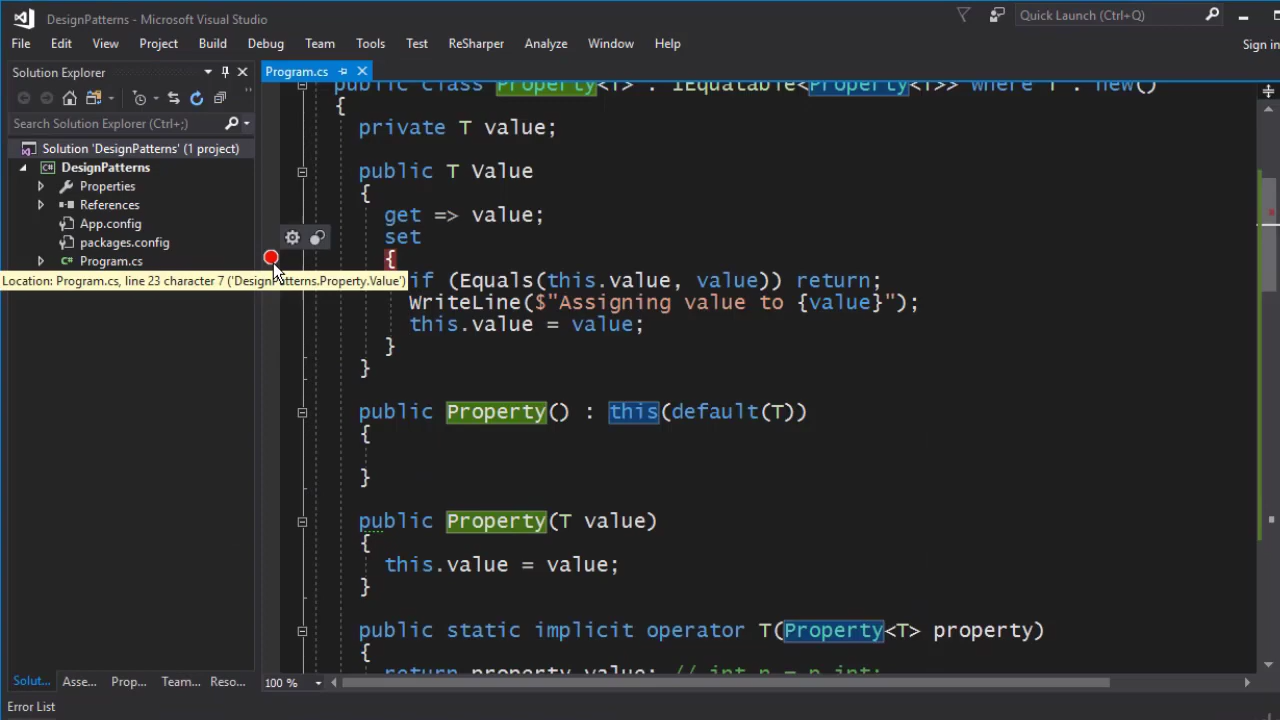 DesignPatterns - Microsoft Visual Studio
Quick Launch (Ctrl+Q)
File Edit View Project Build Debug Team Tools Test ReSharper Analyze Window Help
Sign in
Solution Explorer
Program.cs
Search Solution Explorer (Ctrl+;)
Solution 'DesignPatterns' (1 project)
DesignPatterns
Properties
References
App.config
packages.config
Program.cs
Location: Program.cs, line 23 character 7 ('DesignPatterns.Property.Value')
public class Property<T> : IEquatable<Property<T>> where T : new()
{
private T value;
public T Value
{
get => value;
set
{
if (Equals(this.value, value)) return;
WriteLine($"Assigning value to {value}");
this.value = value;
}
}
public Property() : this(default(T))
{
}
public Property(T value)
{
this.value = value;
}
public static implicit operator T(Property<T> property)
{
return property.value; // int n = p_int;
Solut... Asse... Prop... Team... Reso...
100 %
Error List